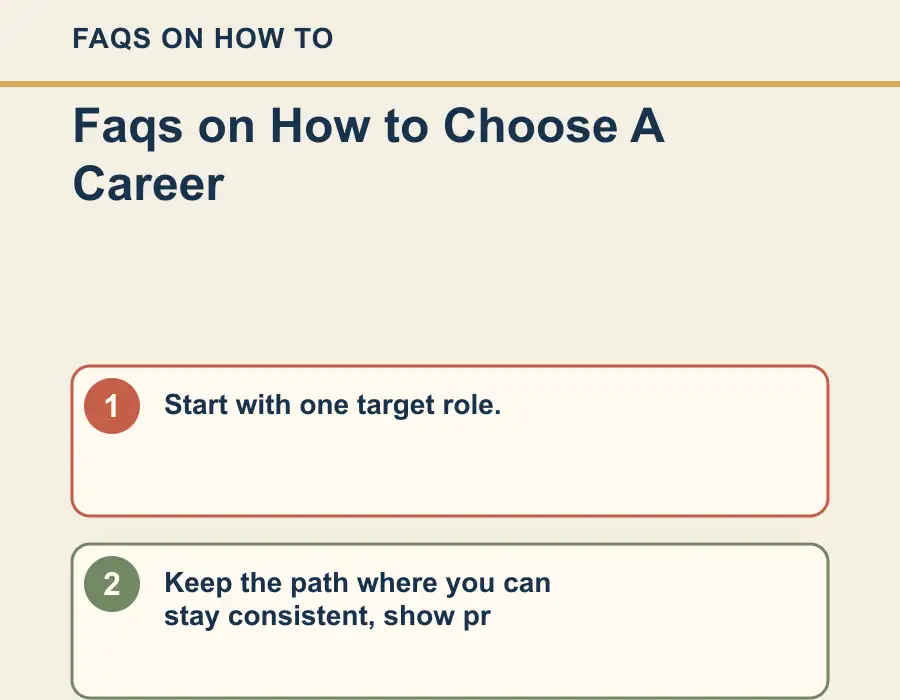 FAQS ON HOW TO
Faqs on How to Choose A
Career
1
Start with one target role.
2
Keep the path where you can
stay consistent, show pr